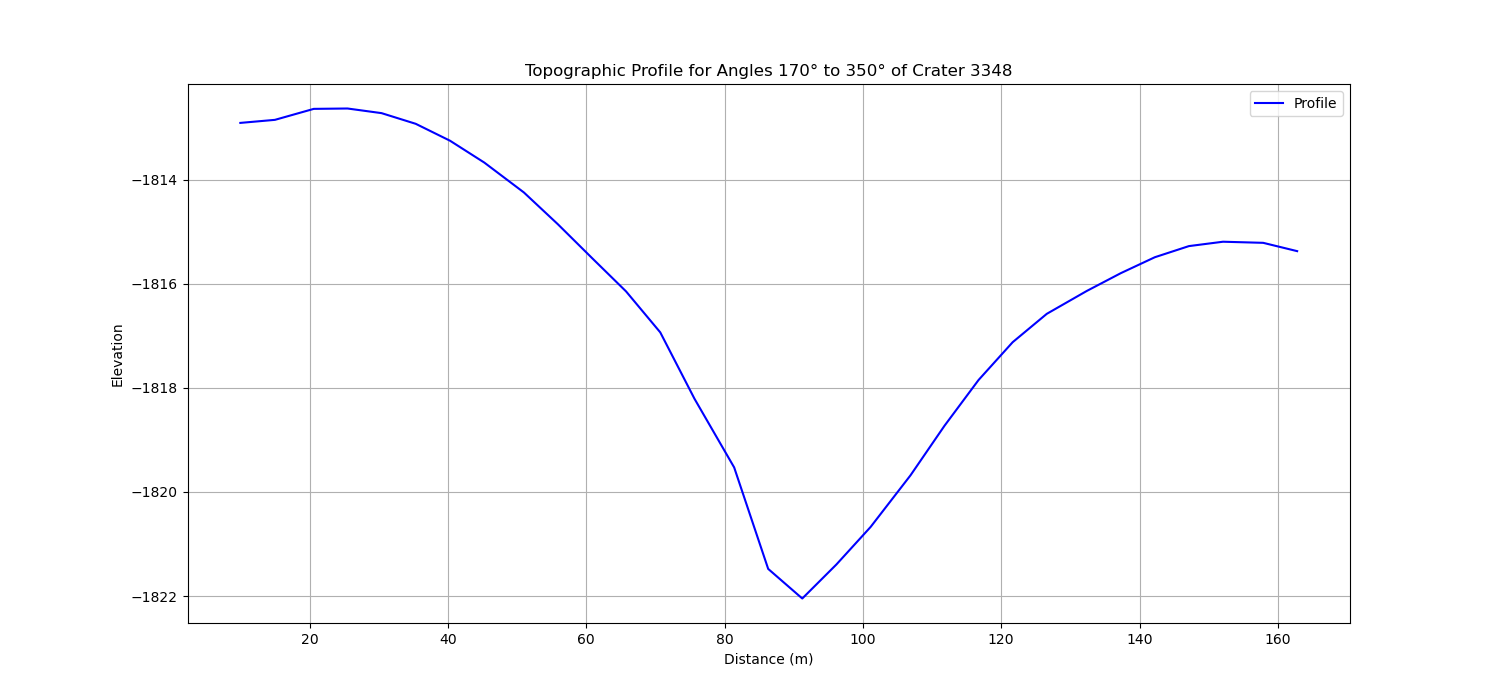 Topographic Profile for Angles 170° to 350° of Crater 3348
Profile
Elevation
−1814
−1816
−1818
−1820
−1822
20 40 60 80 100 120 140 160
Distance (m)